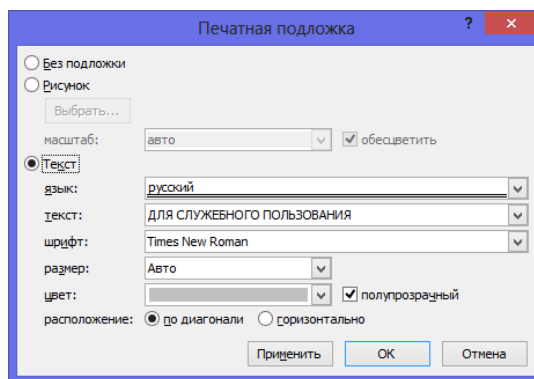 Печатная подложка
? ×
Без подложки
Рисунок
Выбрать...
масштаб: авто обесцветить
Текст
язык: русский
текст: ДЛЯ СЛУЖЕБНОГО ПОЛЬЗОВАНИЯ
шрифт: Times New Roman
размер: Авто
цвет: полупрозрачный
расположение: по диагонали горизонтально
Применить ОК Отмена